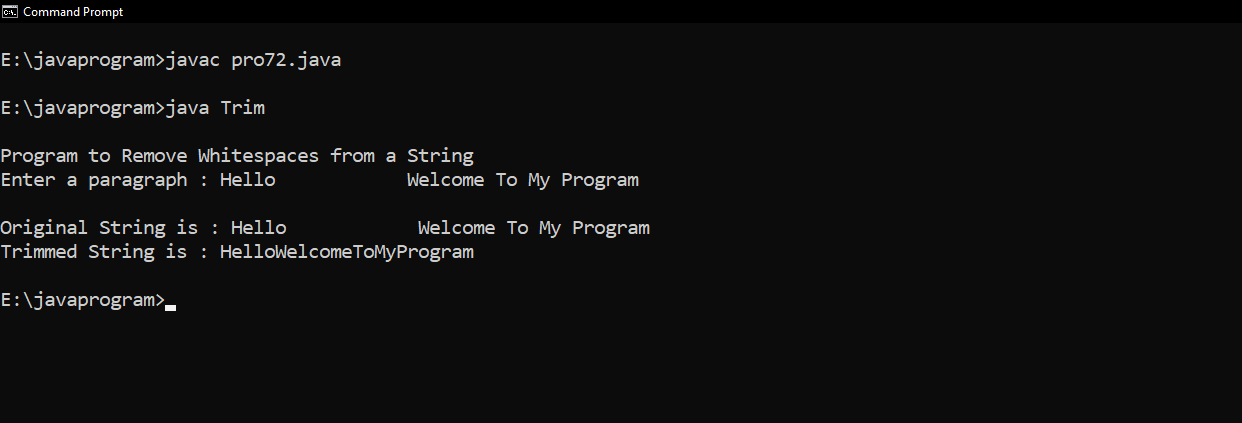 Command Prompt
E:\javaprogram>javac pro72.java
E:\javaprogram>java Trim
Program to Remove Whitespaces from a String
Enter a paragraph : Hello            Welcome To My Program
Original String is : Hello            Welcome To My Program
Trimmed String is : HelloWelcomeToMyProgram
E:\javaprogram>